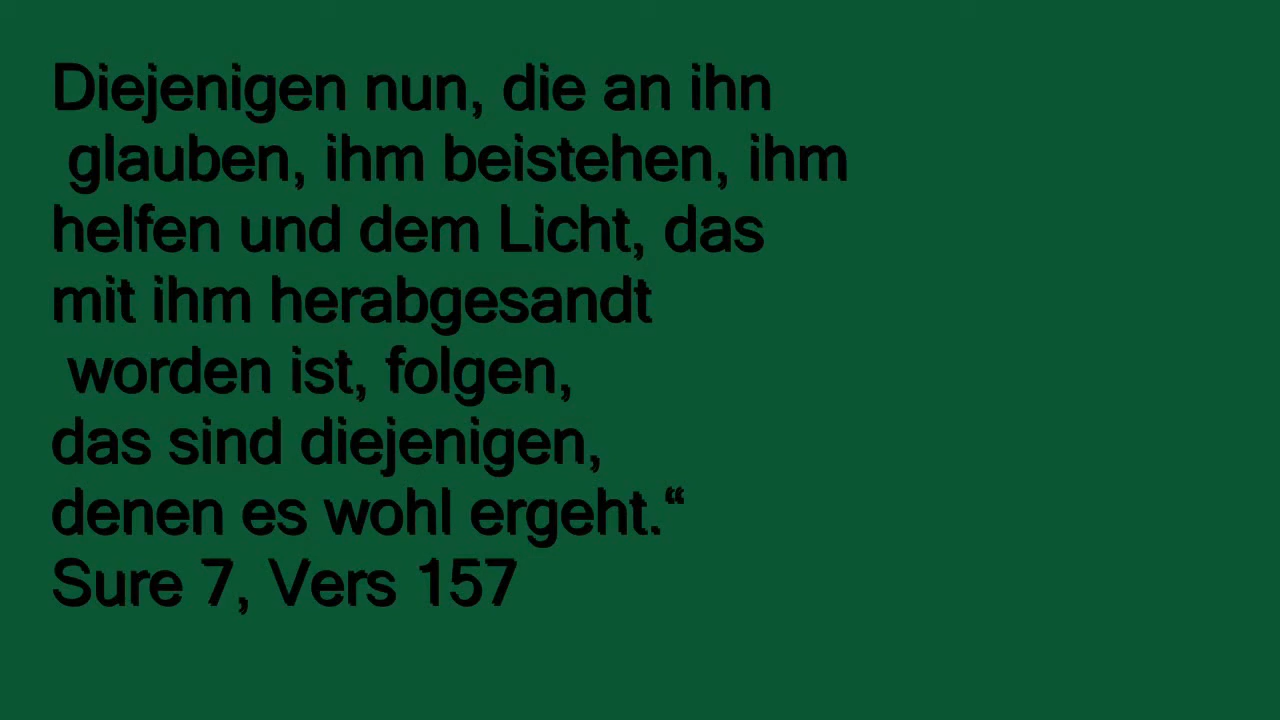 Diejenigen nun, die an ihn
glauben, ihm beistehen, ihm
helfen und dem Licht, das
mit ihm herabgesandt
worden ist, folgen,
das sind diejenigen,
denen es wohl ergeht.“
Sure 7, Vers 157